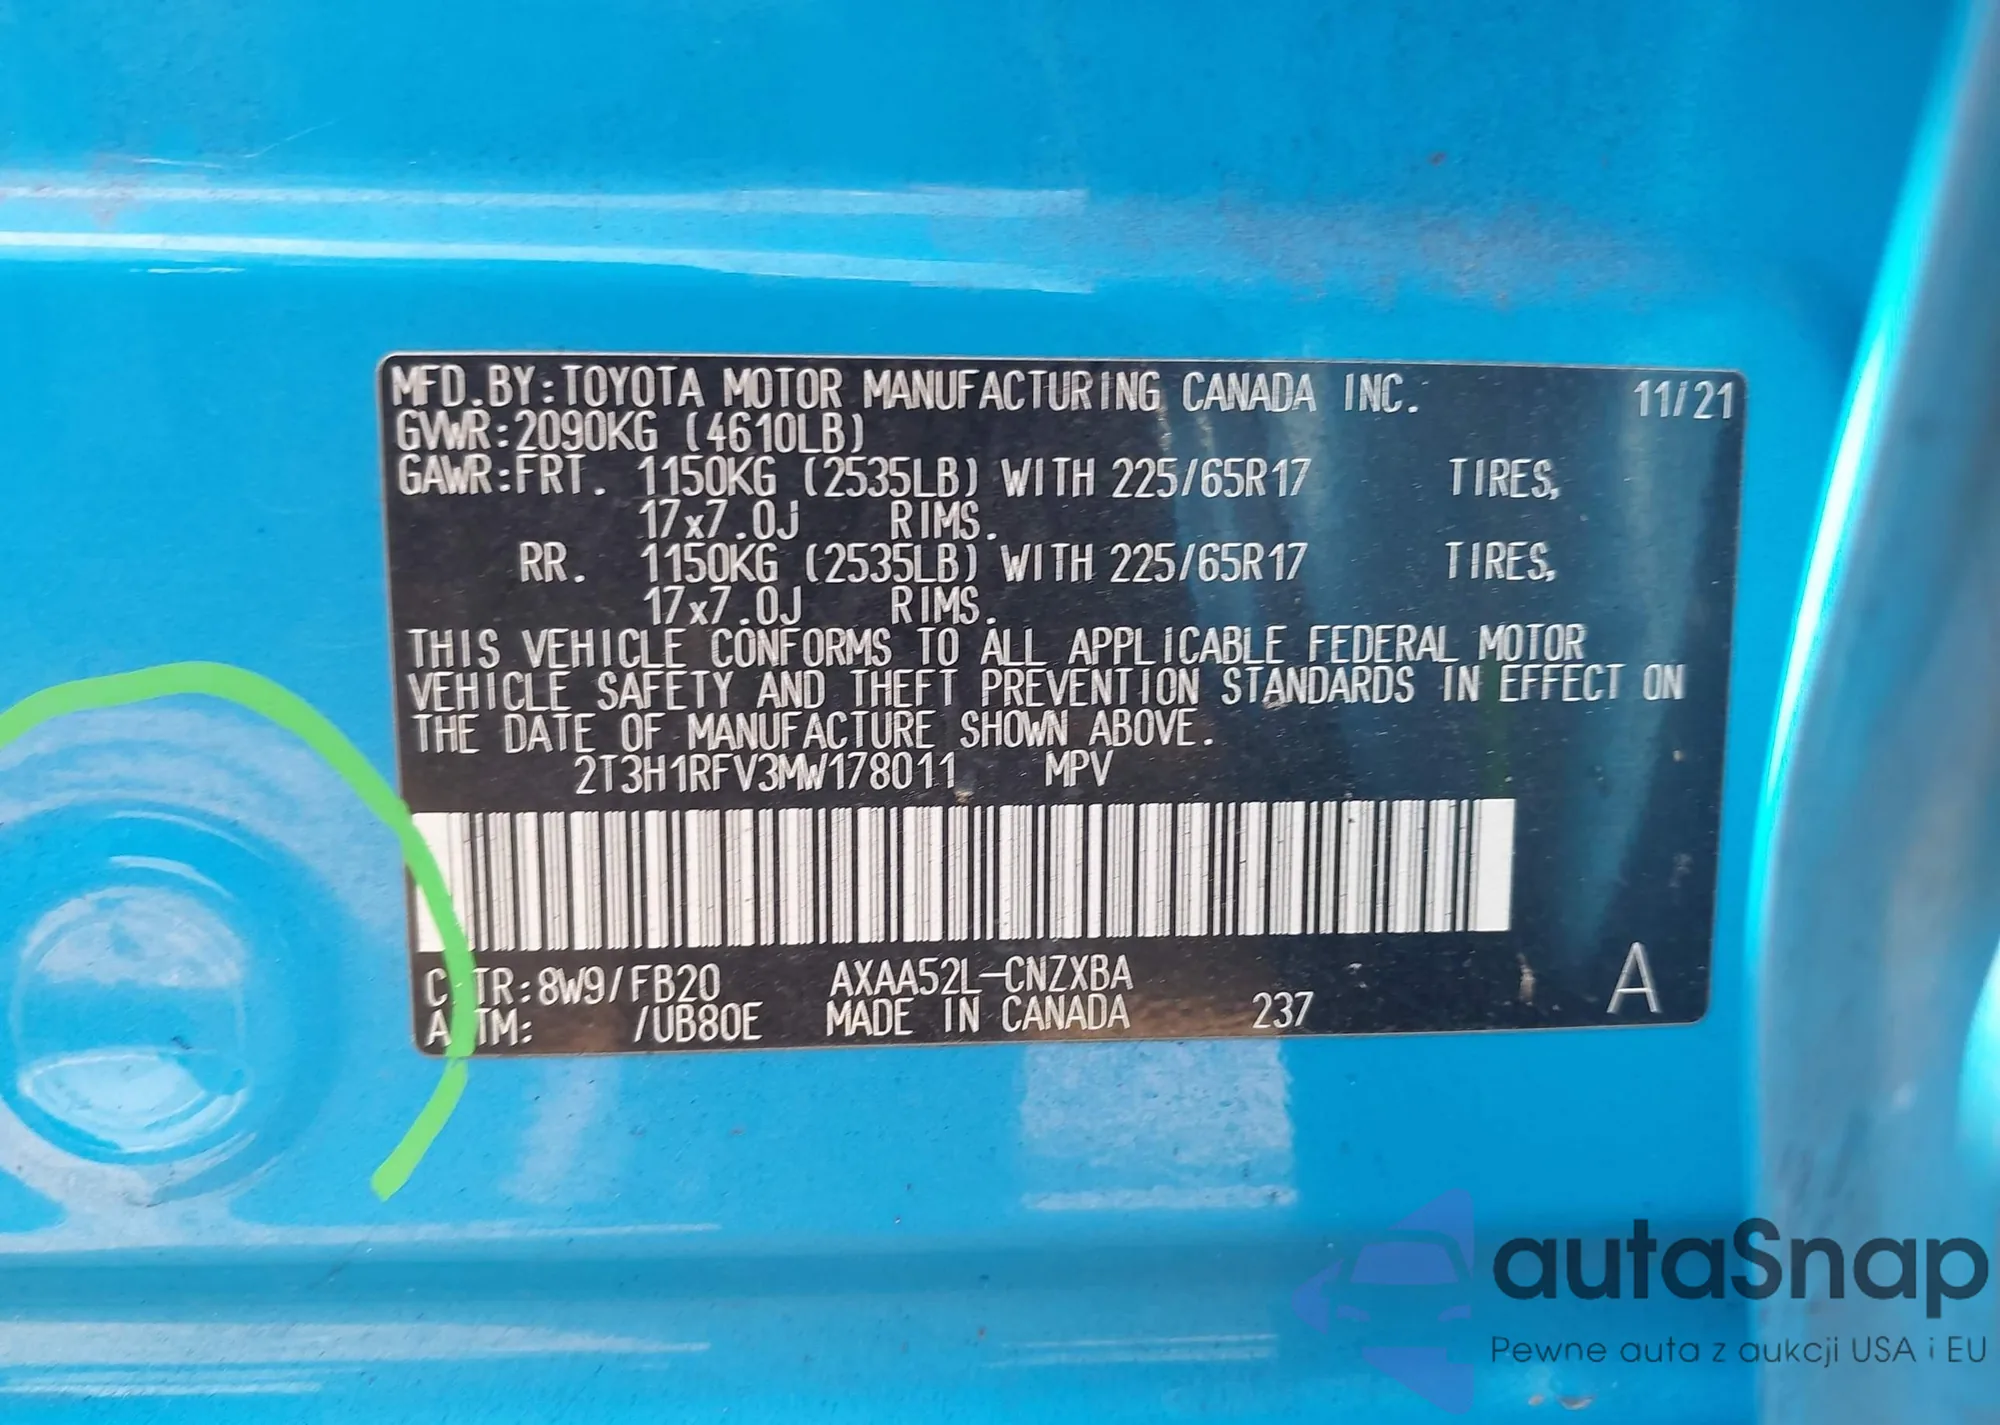 MFD.BY:TOYOTA MOTOR MANUFACTURING CANADA INC. 11/21
GVWR:2090KG (4610LB)
GAWR:FRT. 1150KG (2535LB) WITH 225/65R17 TIRES,
17x7.0J RIMS.
RR. 1150KG (2535LB) WITH 225/65R17 TIRES,
17x7.0J RIMS.
THIS VEHICLE CONFORMS TO ALL APPLICABLE FEDERAL MOTOR
VEHICLE SAFETY AND THEFT PREVENTION STANDARDS IN EFFECT ON
THE DATE OF MANUFACTURE SHOWN ABOVE.
2T3H1RFV3MW178011 MPV
C/TR:8W9/FB20 AXAA52L-CNZXBA A
A/TM: /UB80E MADE IN CANADA 237
autaSnap
Pewne auta z aukcji USA i EU